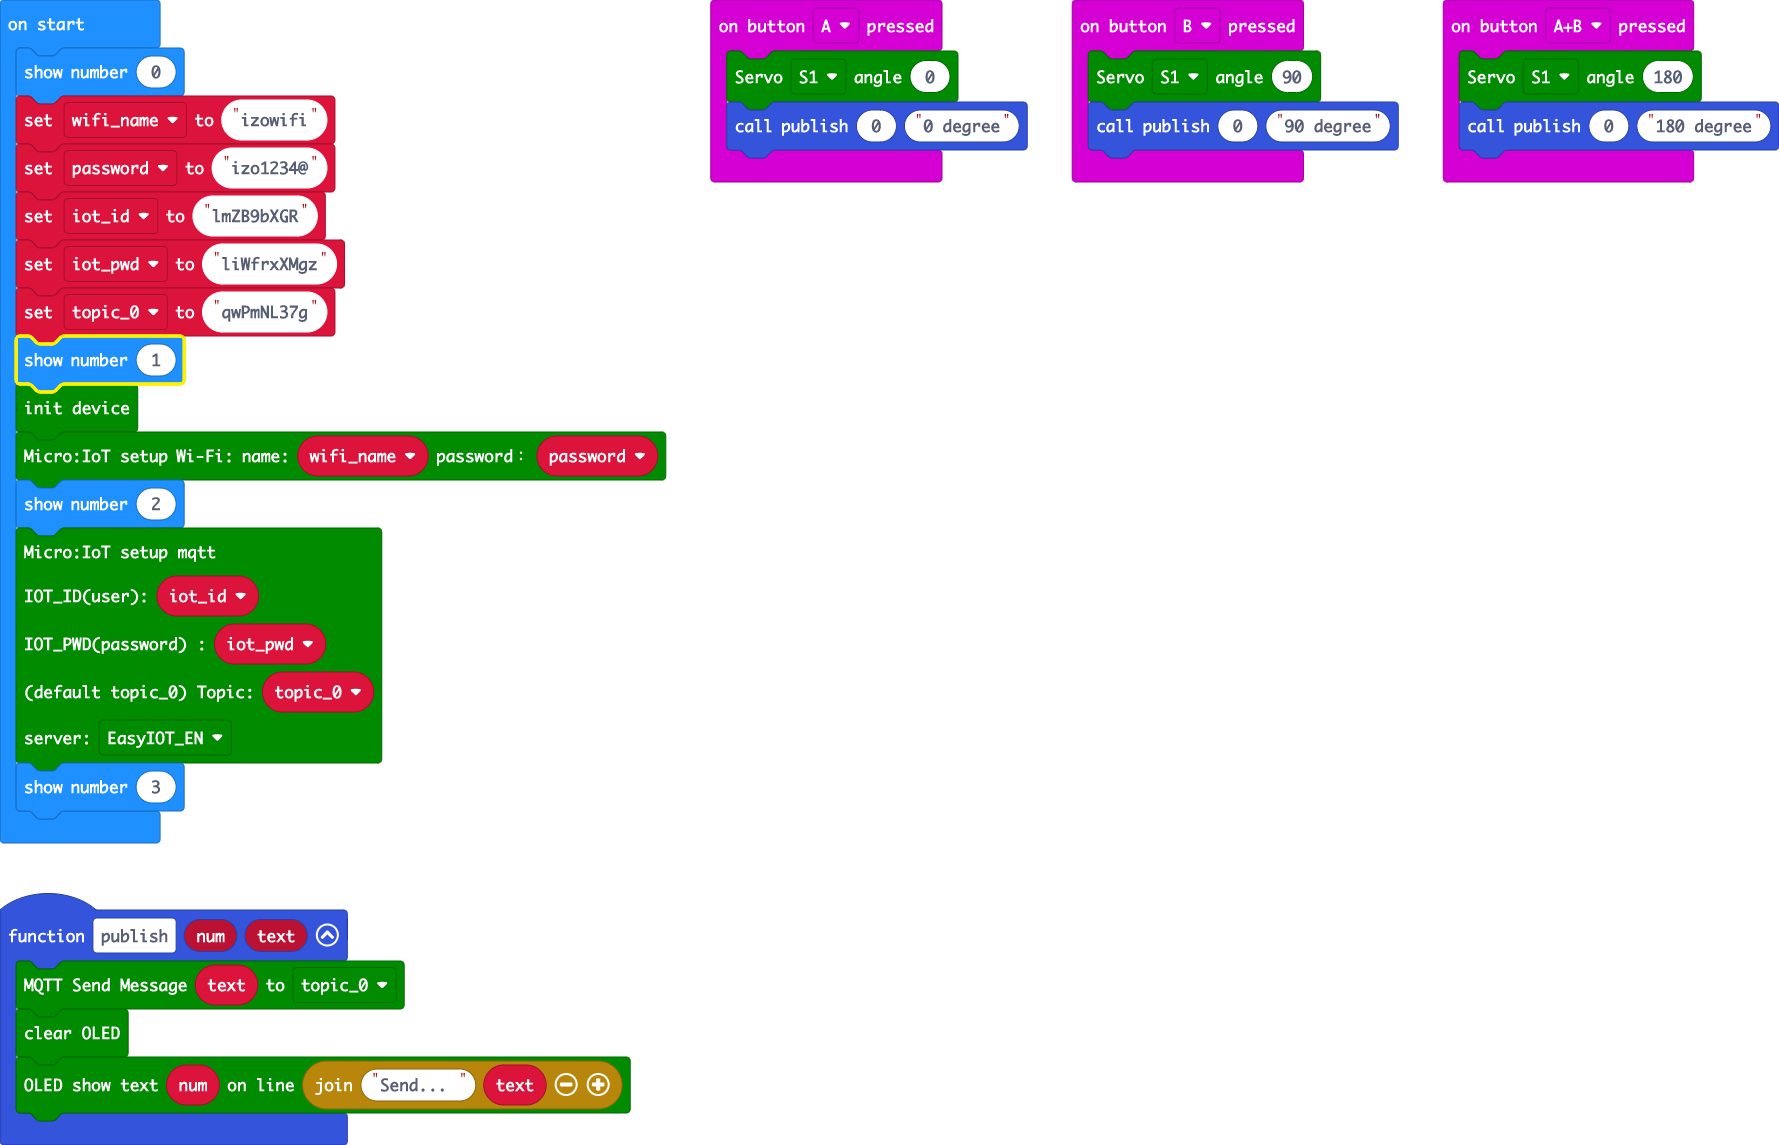 on start
show number 0
set wifi_name to "izowifi"
set password to "izo1234@"
set iot_id to "lmZB9bXGR"
set iot_pwd to "liWfrxXMgz"
set topic_0 to "qwPmNL37g"
show number 1
init device
Micro:IoT setup Wi-Fi: name: wifi_name password: password
show number 2
Micro:IoT setup mqtt
IOT_ID(user): iot_id
IOT_PWD(password) : iot_pwd
(default topic_0) Topic: topic_0
server: EasyIOT_EN
show number 3
on button A pressed
Servo S1 angle 0
call publish 0 "0 degree"
on button B pressed
Servo S1 angle 90
call publish 0 "90 degree"
on button A+B pressed
Servo S1 angle 180
call publish 0 "180 degree"
function publish num text
MQTT Send Message text to topic_0
clear OLED
OLED show text num on line join "Send... " text